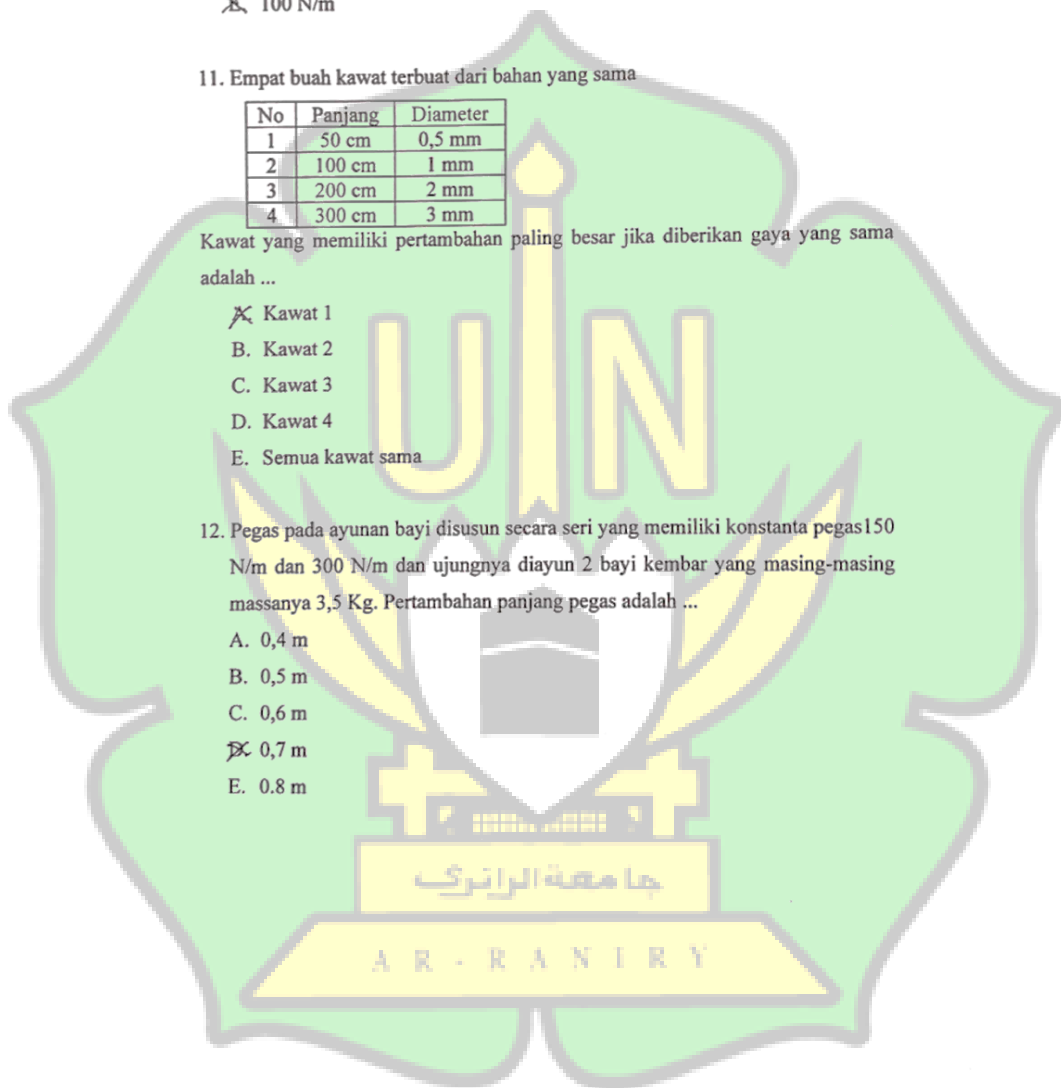 100 N/m
11. Empat buah kawat terbuat dari bahan yang sama
No Panjang Diameter
1 50 cm 0,5 mm
2 100 cm 1 mm
3 200 cm 2 mm
4 300 cm 3 mm
Kawat yang memiliki pertambahan paling besar jika diberikan gaya yang sama
adalah ...
A. Kawat 1
B. Kawat 2
C. Kawat 3
D. Kawat 4
E. Semua kawat sama
UIN
12. Pegas pada ayunan bayi disusun secara seri yang memiliki konstanta pegas150
N/m dan 300 N/m dan ujungnya diayun 2 bayi kembar yang masing-masing
massanya 3,5 Kg. Pertambahan panjang pegas adalah ...
A. 0,4 m
B. 0,5 m
C. 0,6 m
D. 0,7 m
E. 0.8 m
جامعة الرانري
AR-RANIRY